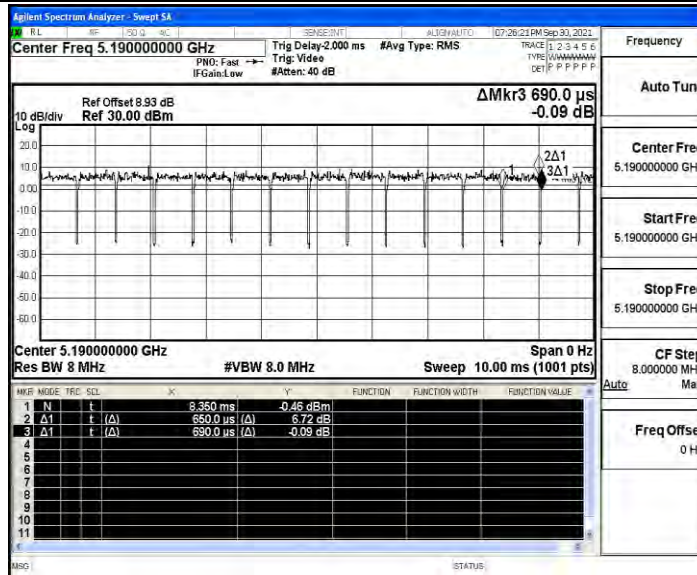 Agilent Spectrum Analyzer - Swept SA
RL RF 50 Ω AC SENSE:INT ALIGNAUTO 07:26:21 PM Sep 30, 2021
Center Freq 5.190000000 GHz
PNO: Fast
IFGain:Low
Trig Delay-2.000 ms
Trig: Video
#Atten: 40 dB
#Avg Type: RMS
TRACE 1 2 3 4 5 6
TYPE WWWWWW
DET P P P P P P
Ref Offset 8.93 dB
Ref 30.00 dBm
ΔMkr3 690.0 µs
-0.09 dB
10 dB/div
Log
20.0
10.0
0.00
-10.0
-20.0
-30.0
-40.0
-50.0
-60.0
1
2Δ1
3Δ1
Center 5.190000000 GHz
Res BW 8 MHz
#VBW 8.0 MHz
Span 0 Hz
Sweep 10.00 ms (1001 pts)
MKR MODE TRC SCL X Y FUNCTION FUNCTION WIDTH FUNCTION VALUE
1 N t 8.350 ms -0.46 dBm
2 Δ1 t (Δ) 650.0 µs (Δ) 6.72 dB
3 Δ1 t (Δ) 690.0 µs (Δ) -0.09 dB
4
5
6
7
8
9
10
11
MSG
STATUS
Frequency
Auto Tun
Center Fre
5.190000000 GH
Start Fre
5.190000000 GH
Stop Fre
5.190000000 GH
CF Step
8.000000 MH
Auto Ma
Freq Offse
0 H